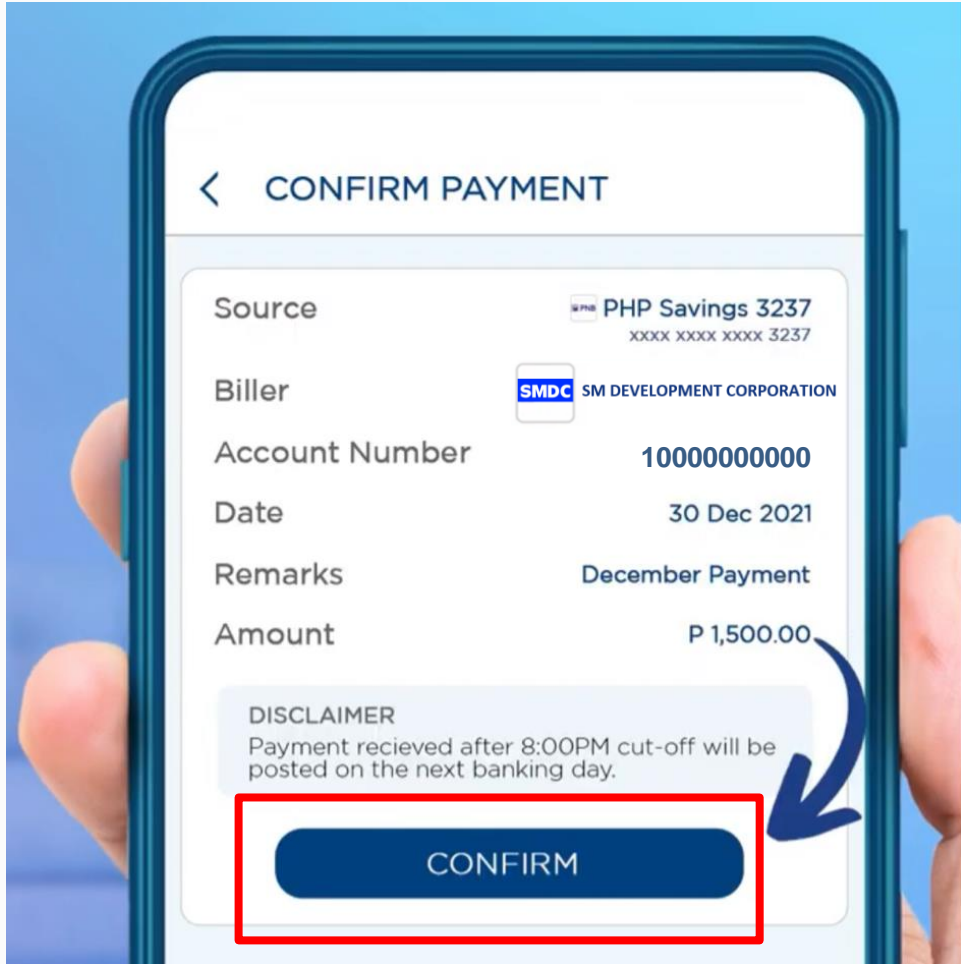 CONFIRM PAYMENT
Source
PNB PHP Savings 3237
xxxx xxxx xxxx 3237
Biller
SMDC SM DEVELOPMENT CORPORATION
Account Number
10000000000
Date
30 Dec 2021
Remarks
December Payment
Amount
P 1,500.00
DISCLAIMER
Payment recieved after 8:00PM cut-off will be
posted on the next banking day.
CONFIRM